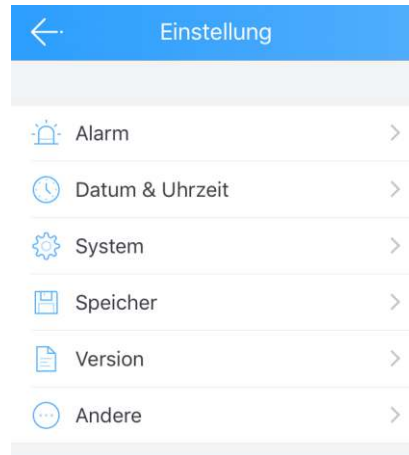 Einstellung
Alarm
Datum & Uhrzeit
System
Speicher
Version
Andere